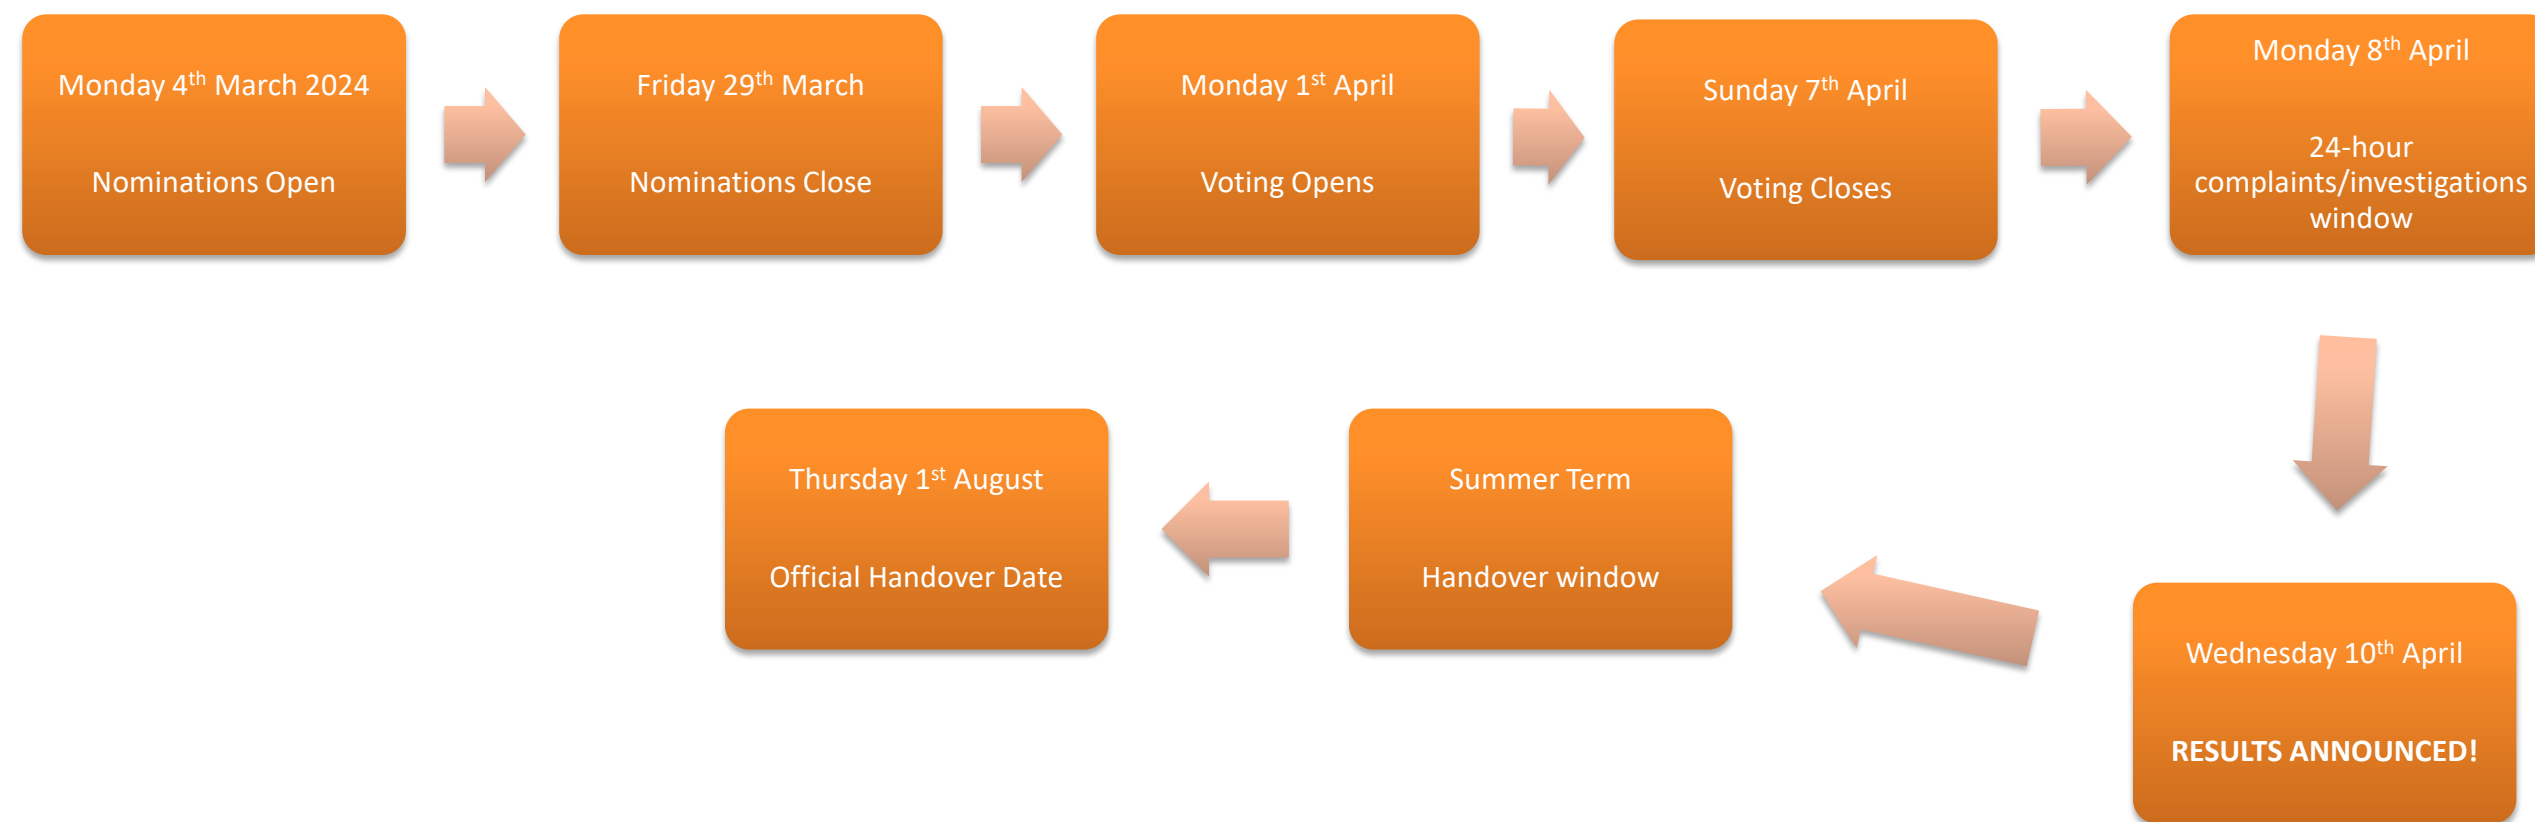 Monday 4th March 2024
Nominations Open
Friday 29th March
Nominations Close
Monday 1st April
Voting Opens
Sunday 7th April
Voting Closes
Monday 8th April
24-hour
complaints/investigations
window
Wednesday 10th April
RESULTS ANNOUNCED!
Summer Term
Handover window
Thursday 1st August
Official Handover Date